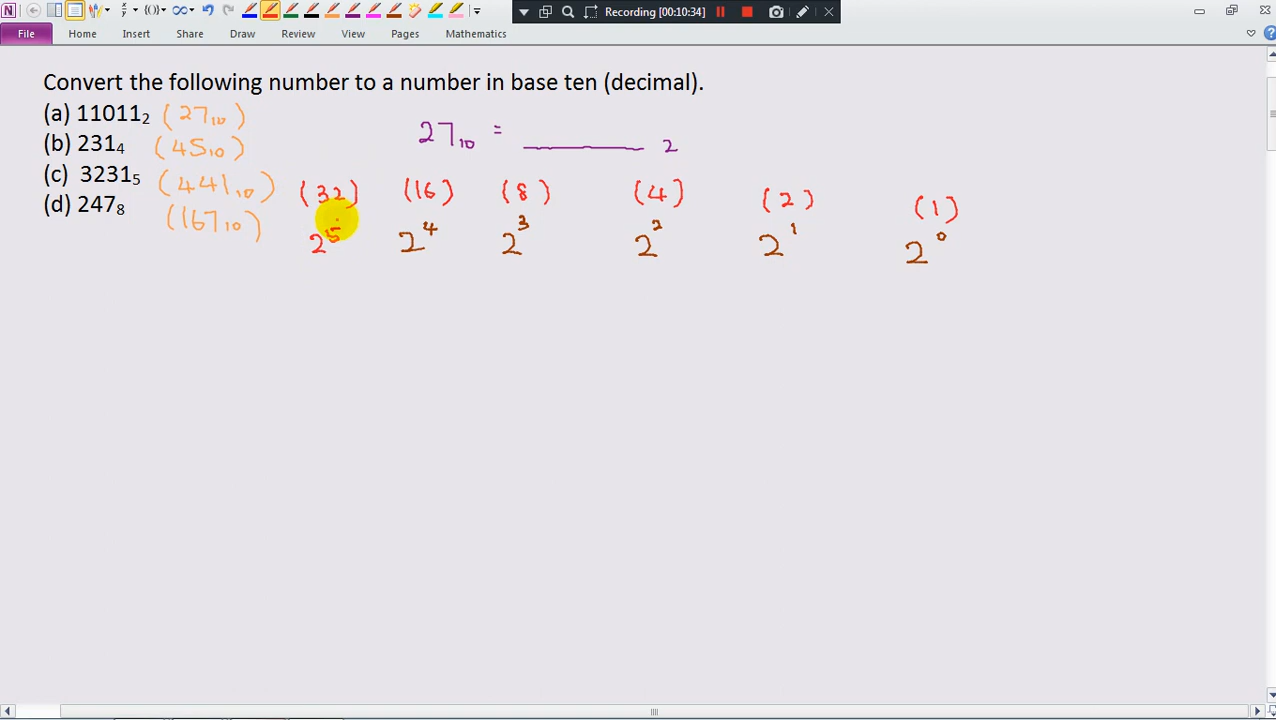 Recording [00:10:34]
File Home Insert Share Draw Review View Pages Mathematics
Convert the following number to a number in base ten (decimal).
(a) 11011₂ (27₁₀)
27₁₀ = ______ ₂
(b) 231₄ (45₁₀)
(c) 3231₅ (441₁₀)
(d) 247₈ (167₁₀)
(32) (16) (8) (4) (2) (1)
2⁵ 2⁴ 2³ 2² 2¹ 2⁰